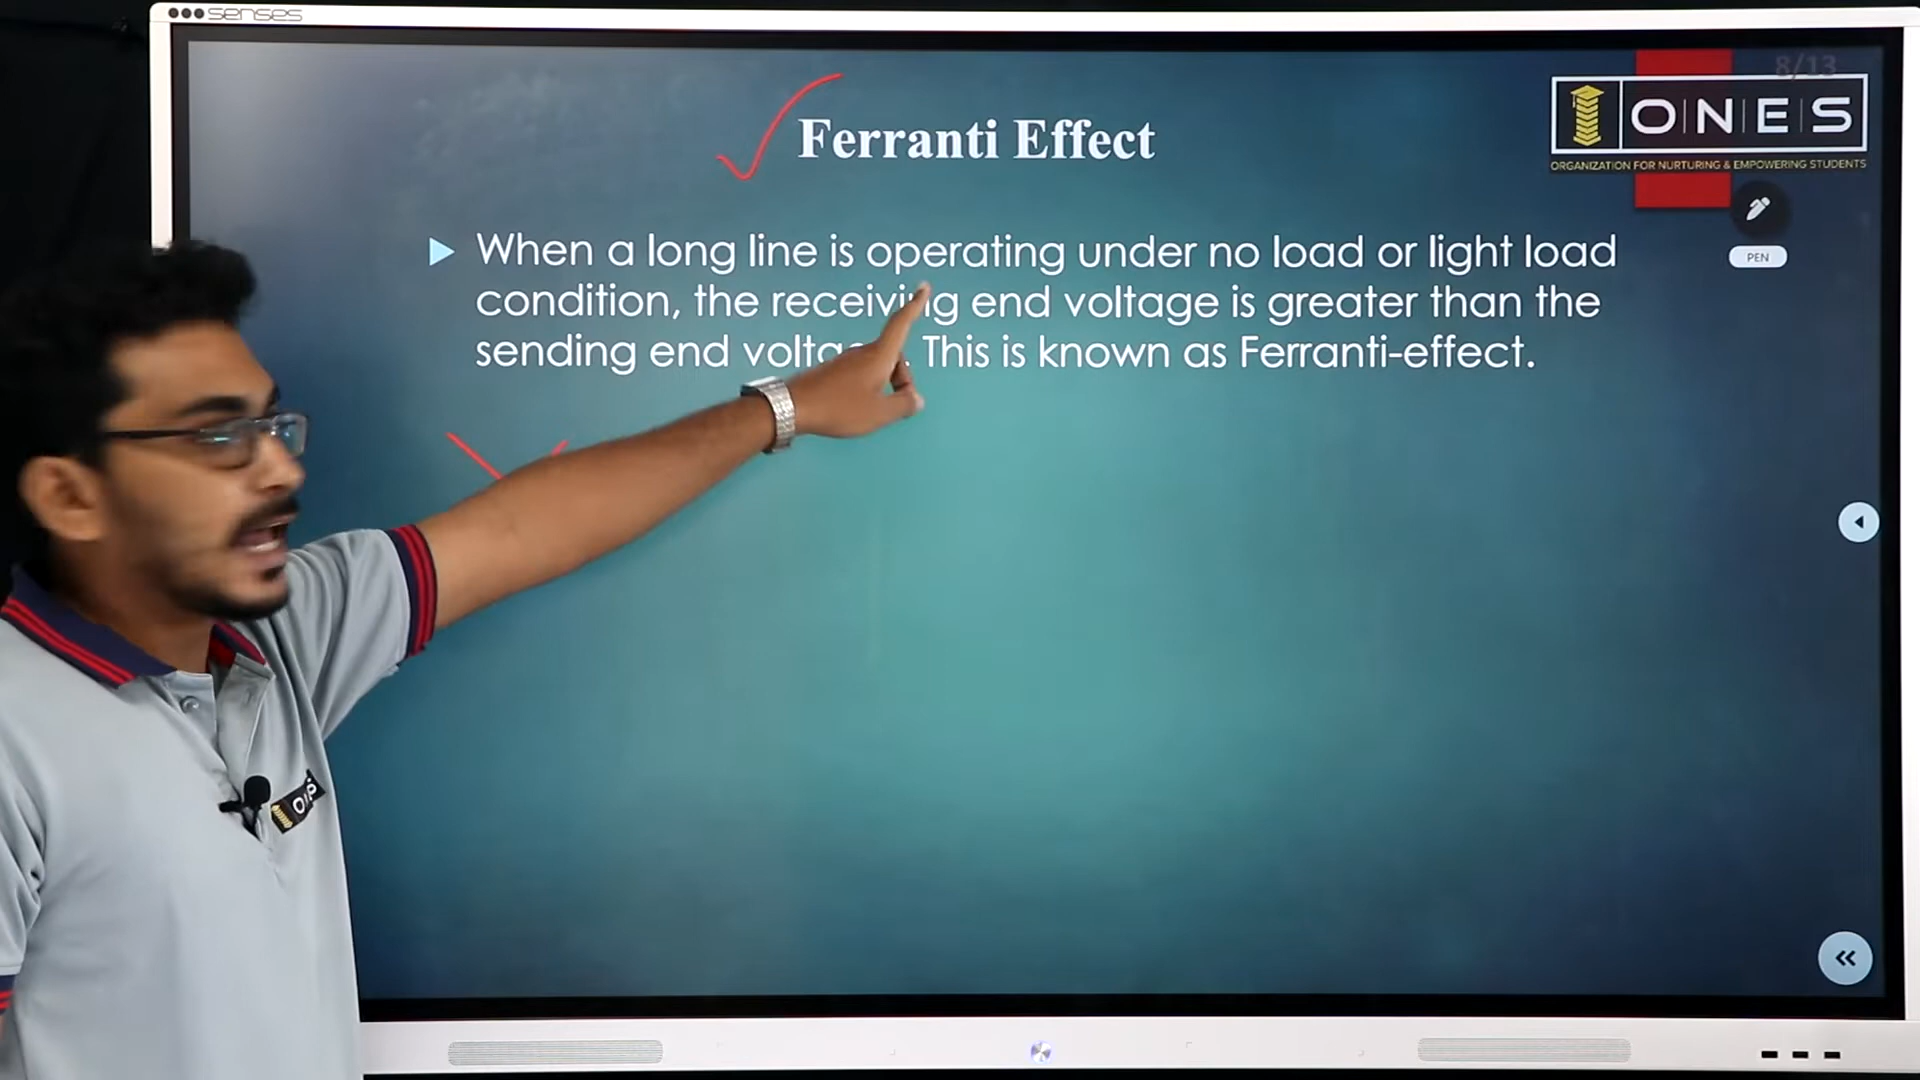 senses
8/13
ONES
ORGANIZATION FOR NURTURING & EMPOWERING STUDENTS
Ferranti Effect
PEN
When a long line is operating under no load or light load
condition, the receiving end voltage is greater than the
sending end This is known as Ferranti-effect.